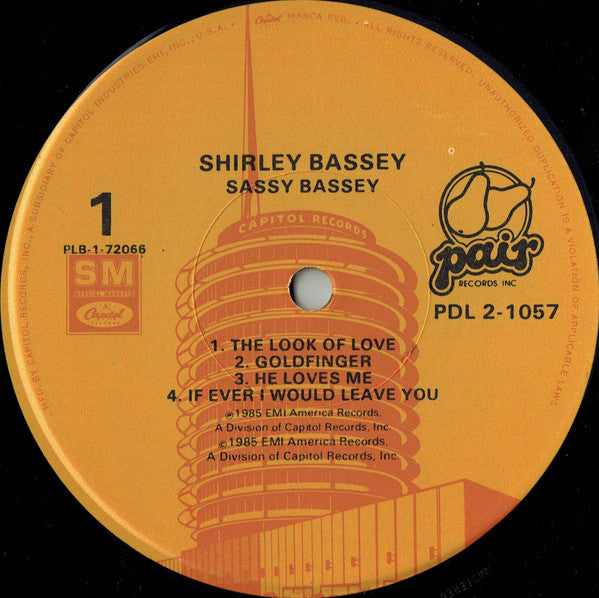 MFD. BY CAPITOL RECORDS, INC., A SUBSIDIARY OF CAPITOL INDUSTRIES-EMI, INC., U.S.A. • Capitol MARCA REG. • ALL RIGHTS RESERVED. UNAUTHORIZED DUPLICATION IS A VIOLATION OF APPLICABLE LAWS.
SHIRLEY BASSEY
SASSY BASSEY
1
PLB-1-72066
SM
SPECIAL MARKETS
Capitol
RECORDS
CAPITOL RECORDS
pair
RECORDS, INC
PDL 2-1057
1. THE LOOK OF LOVE
2. GOLDFINGER
3. HE LOVES ME
4. IF EVER I WOULD LEAVE YOU
℗1985 EMI America Records,
A Division of Capitol Records, Inc.
©1985 EMI America Records,
A Division of Capitol Records, Inc.